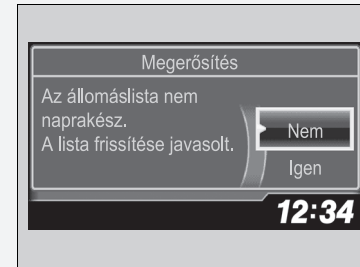 Megerősítés
Az állomáslista nem
naprakész.
A lista frissítése javasolt.
Nem
Igen
12:34